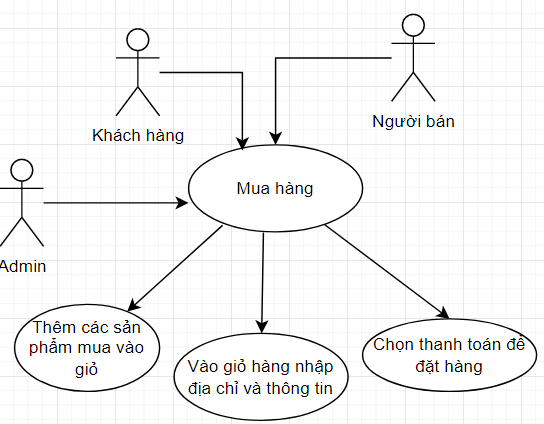 Khách hàng
Người bán
Mua hàng
Admin
Thêm các sản
phẩm mua vào
giỏ
Vào giỏ hàng nhập
địa chỉ và thông tin
Chọn thanh toán để
đặt hàng